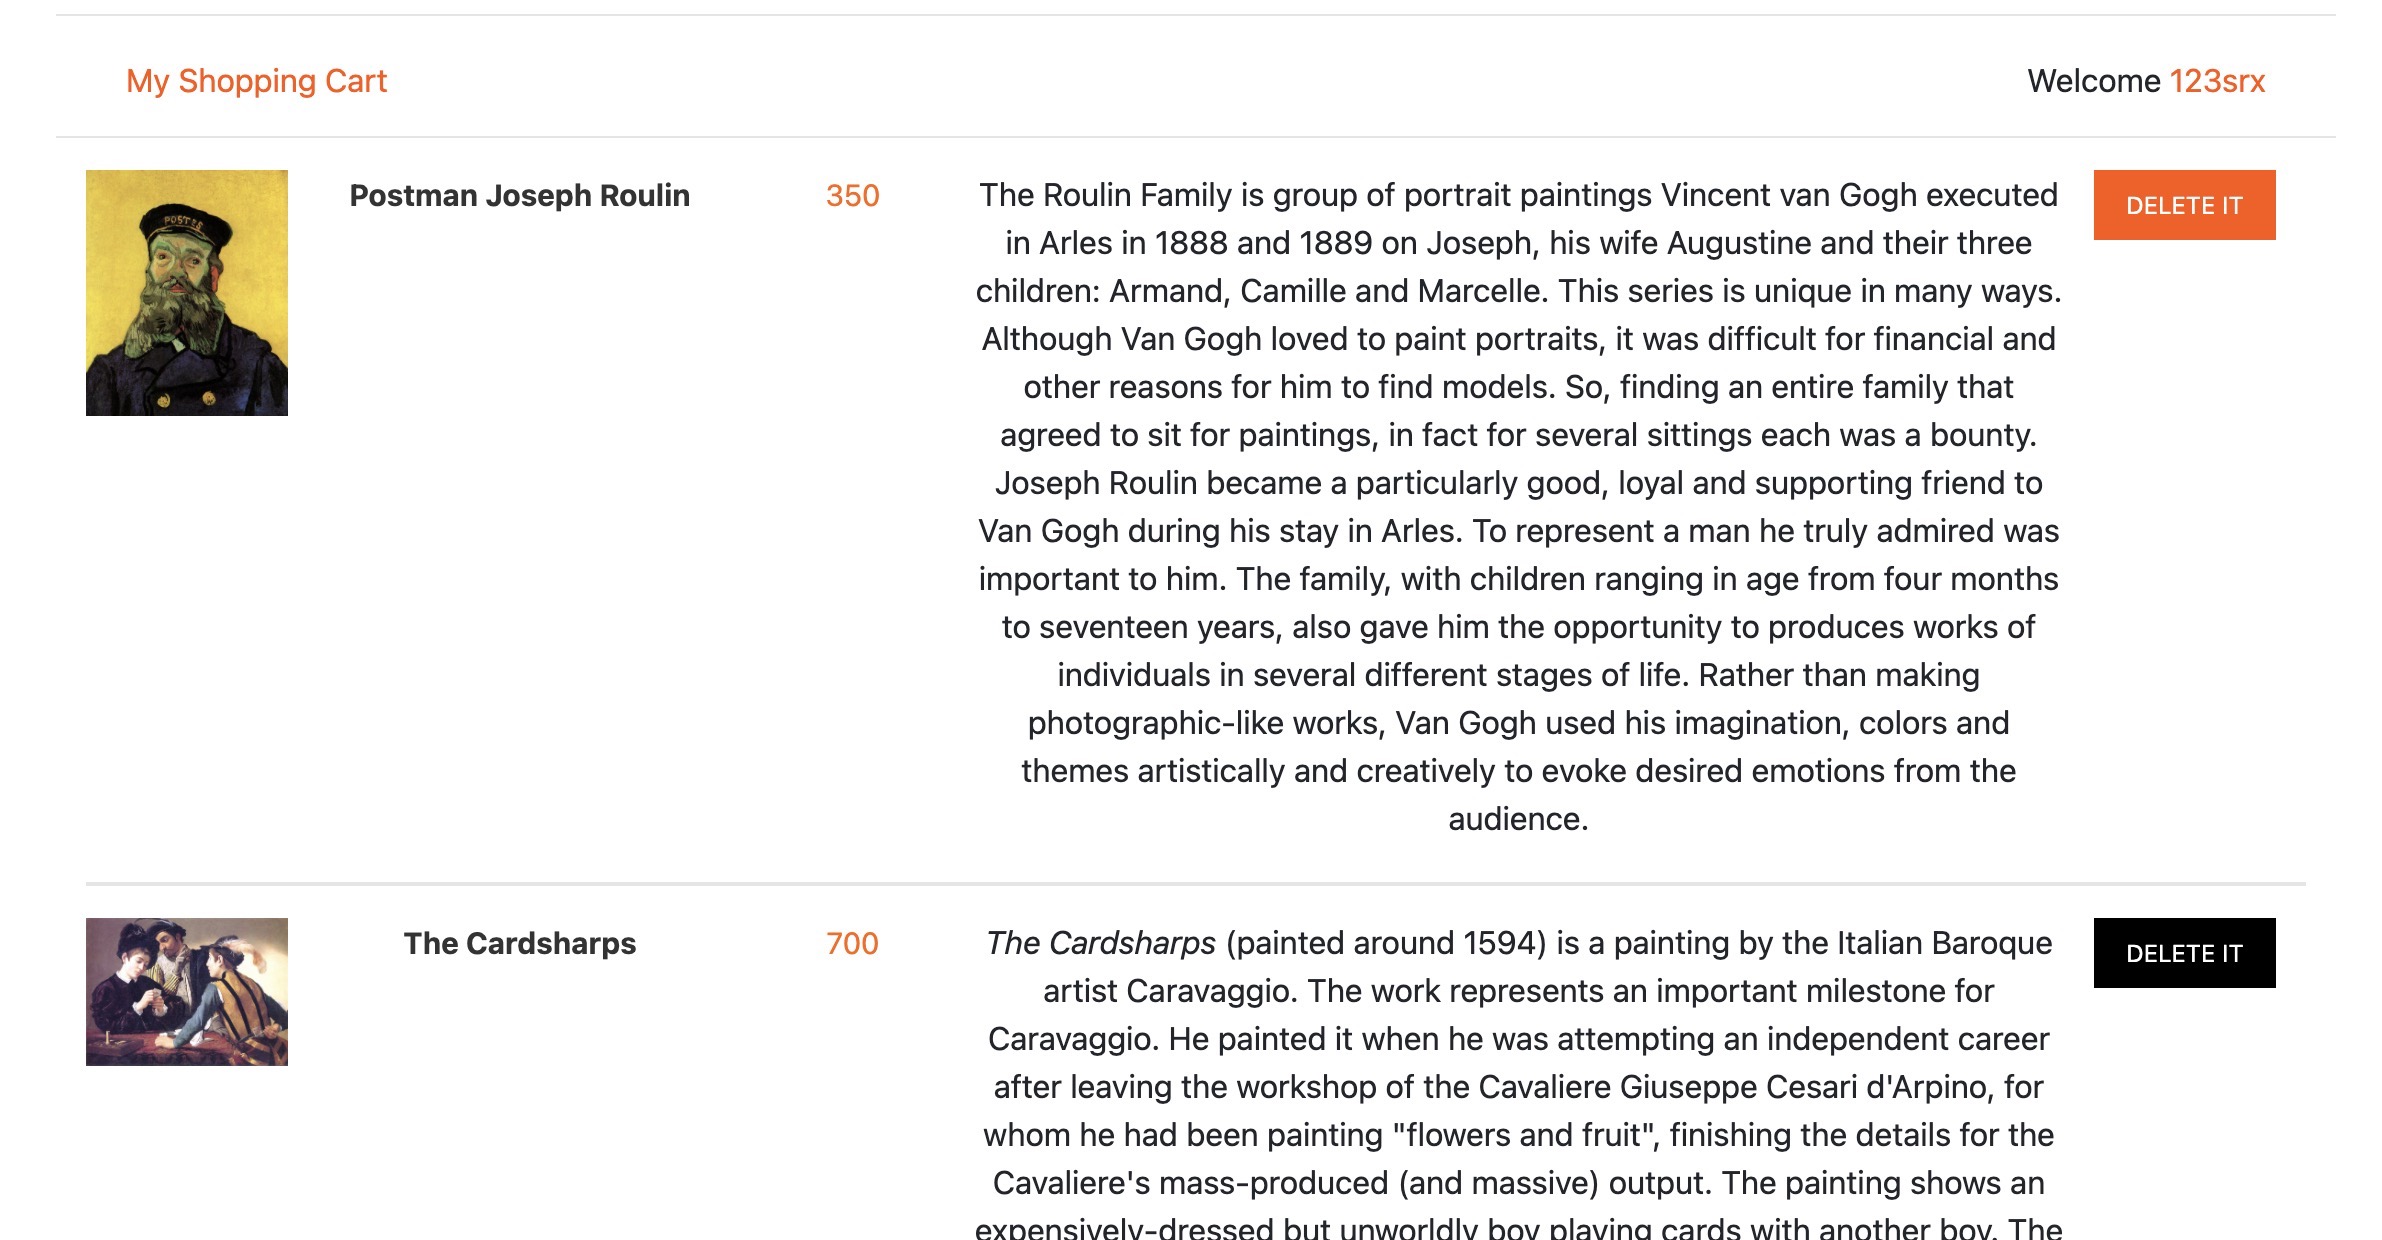 My Shopping Cart
Welcome 123srx
POSTES
Postman Joseph Roulin
350
The Roulin Family is group of portrait paintings Vincent van Gogh executed
in Arles in 1888 and 1889 on Joseph, his wife Augustine and their three
children: Armand, Camille and Marcelle. This series is unique in many ways.
Although Van Gogh loved to paint portraits, it was difficult for financial and
other reasons for him to find models. So, finding an entire family that
agreed to sit for paintings, in fact for several sittings each was a bounty.
Joseph Roulin became a particularly good, loyal and supporting friend to
Van Gogh during his stay in Arles. To represent a man he truly admired was
important to him. The family, with children ranging in age from four months
to seventeen years, also gave him the opportunity to produces works of
individuals in several different stages of life. Rather than making
photographic-like works, Van Gogh used his imagination, colors and
themes artistically and creatively to evoke desired emotions from the
audience.
DELETE IT
The Cardsharps
700
The Cardsharps (painted around 1594) is a painting by the Italian Baroque
artist Caravaggio. The work represents an important milestone for
Caravaggio. He painted it when he was attempting an independent career
after leaving the workshop of the Cavaliere Giuseppe Cesari d'Arpino, for
whom he had been painting "flowers and fruit", finishing the details for the
Cavaliere's mass-produced (and massive) output. The painting shows an
expensively-dressed but unworldly boy playing cards with another boy. The
DELETE IT